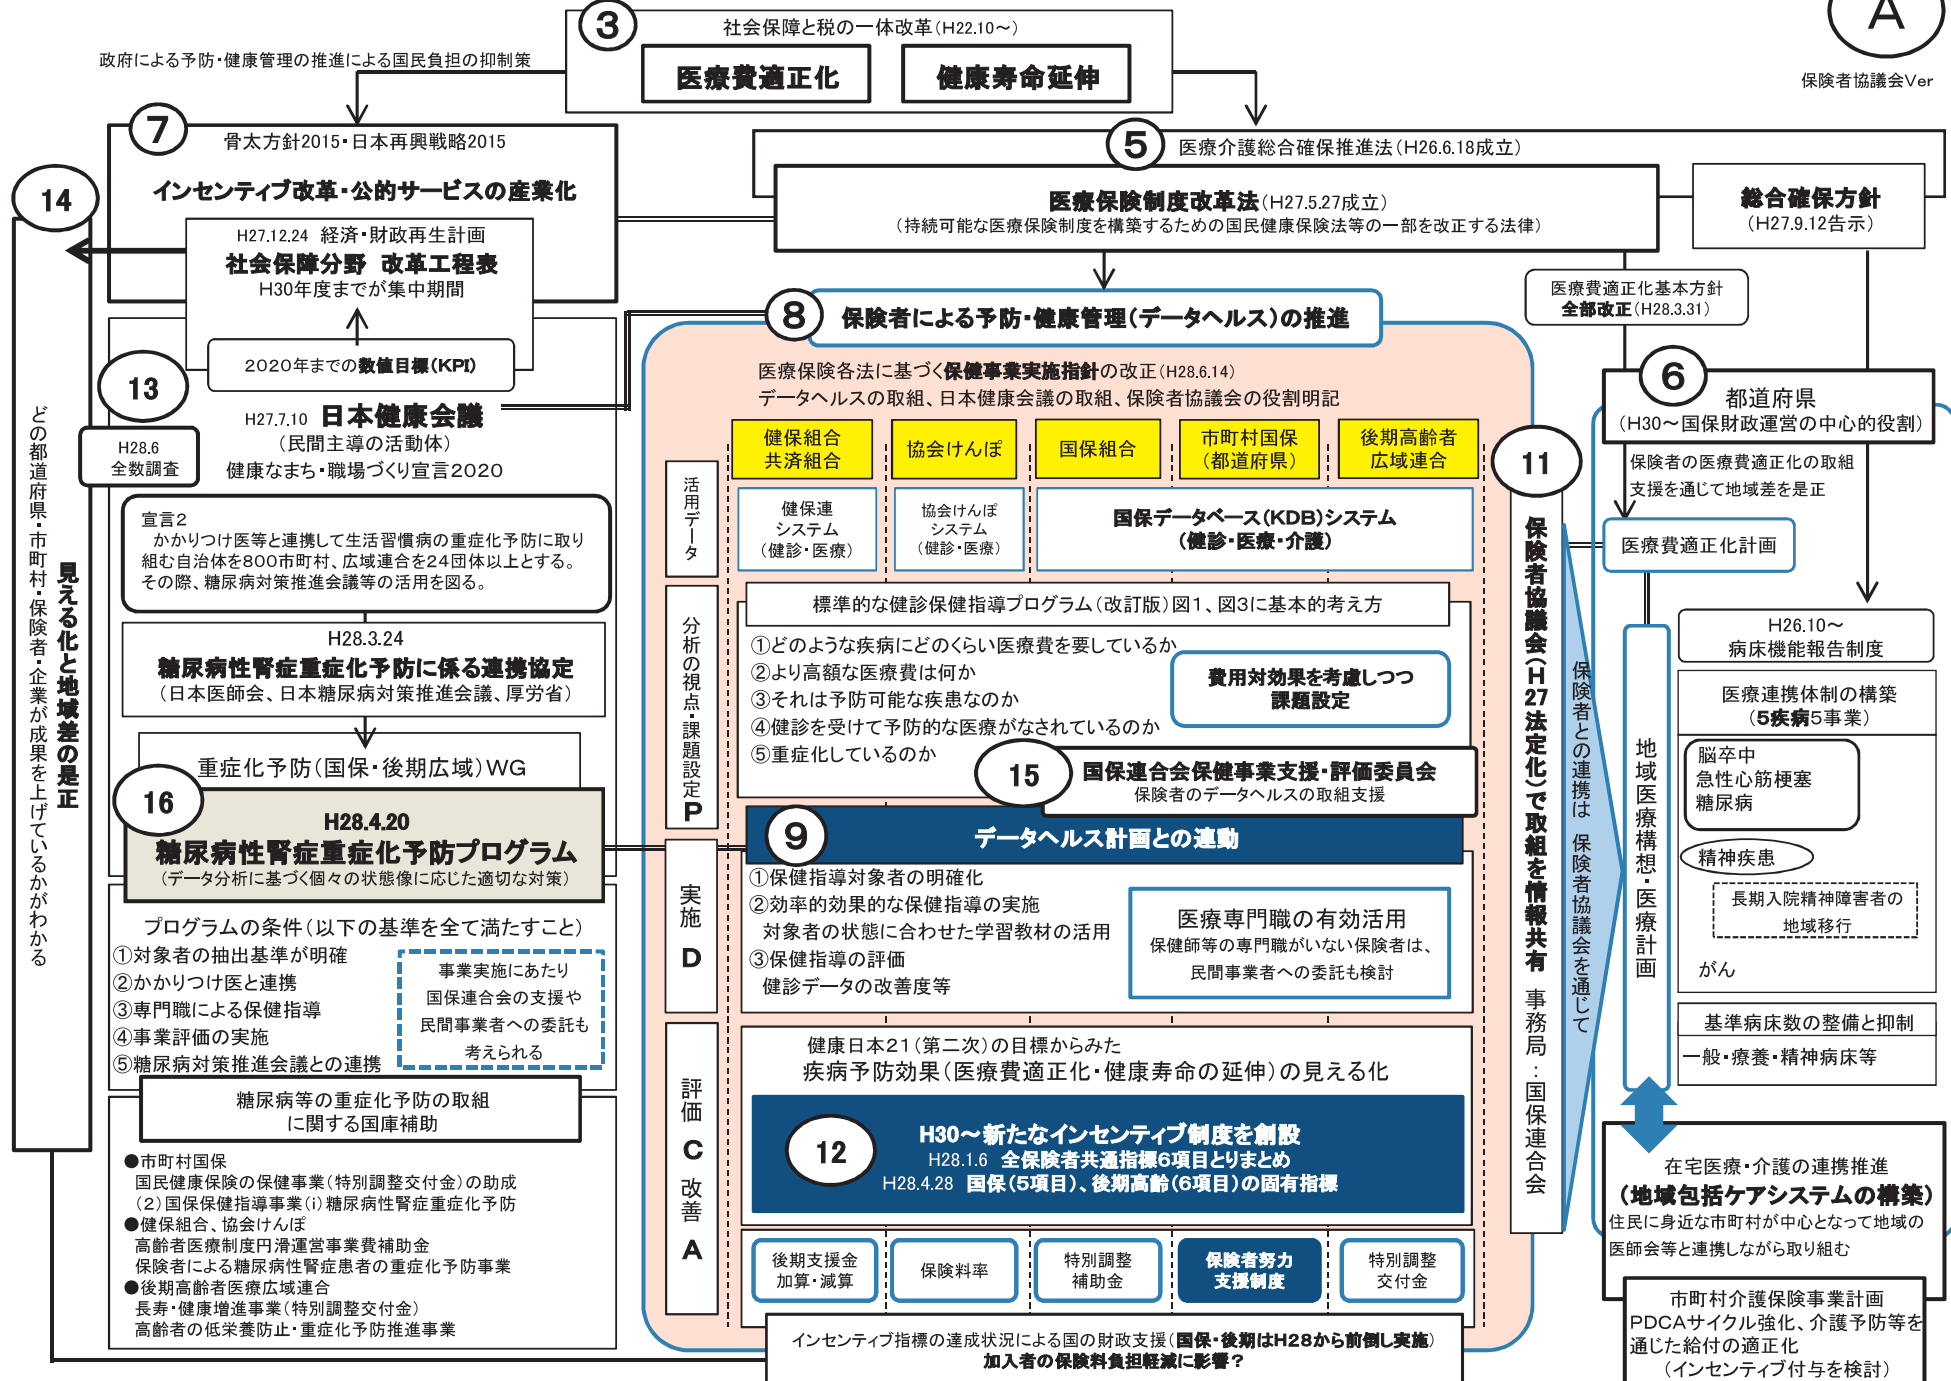 A
保険者協議会Ver
③
社会保障と税の一体改革(H22.10～)
医療費適正化
健康寿命延伸
政府による予防・健康管理の推進による国民負担の抑制策
⑦
骨太方針2015・日本再興戦略2015
インセンティブ改革・公的サービスの産業化
H27.12.24 経済・財政再生計画
社会保障分野 改革工程表
H30年度までが集中期間
2020年までの数値目標(KPI)
⑤
医療介護総合確保推進法(H26.6.18成立)
医療保険制度改革法(H27.5.27成立)
(持続可能な医療保険制度を構築するための国民健康保険法等の一部を改正する法律)
総合確保方針
(H27.9.12告示)
14
見える化と地域差の是正
どの都道府県・市町村・保険者・企業が成果を上げているかがわかる
13
H28.6
全数調査
H27.7.10 日本健康会議
(民間主導の活動体)
健康なまち・職場づくり宣言2020
宣言2
かかりつけ医等と連携して生活習慣病の重症化予防に取り
組む自治体を800市町村、広域連合を24団体以上とする。
その際、糖尿病対策推進会議等の活用を図る。
H28.3.24
糖尿病性腎症重症化予防に係る連携協定
(日本医師会、日本糖尿病対策推進会議、厚労省)
重症化予防(国保・後期広域)WG
16
H28.4.20
糖尿病性腎症重症化予防プログラム
(データ分析に基づく個々の状態像に応じた適切な対策)
プログラムの条件(以下の基準を全て満たすこと)
①対象者の抽出基準が明確
②かかりつけ医と連携
③専門職による保健指導
④事業評価の実施
⑤糖尿病対策推進会議との連携
事業実施にあたり
国保連合会の支援や
民間事業者への委託も
考えられる
糖尿病等の重症化予防の取組
に関する国庫補助
●市町村国保
国民健康保険の保健事業(特別調整交付金)の助成
(2)国保保健指導事業(i)糖尿病性腎症重症化予防
●健保組合、協会けんぽ
高齢者医療制度円滑運営事業費補助金
保険者による糖尿病性腎症患者の重症化予防事業
●後期高齢者医療広域連合
長寿・健康増進事業(特別調整交付金)
高齢者の低栄養防止・重症化予防推進事業
⑧
保険者による予防・健康管理(データヘルス)の推進
医療保険各法に基づく保健事業実施指針の改正(H28.6.14)
データヘルスの取組、日本健康会議の取組、保険者協議会の役割明記
健保組合
共済組合
協会けんぽ
国保組合
市町村国保
(都道府県)
後期高齢者
広域連合
活用データ
健保連
システム
(健診・医療)
協会けんぽ
システム
(健診・医療)
国保データベース(KDB)システム
(健診・医療・介護)
分析の視点・課題設定 P
標準的な健診保健指導プログラム(改訂版)図1、図3に基本的考え方
①どのような疾病にどのくらい医療費を要しているか
②より高額な医療費は何か
③それは予防可能な疾患なのか
④健診を受けて予防的な医療がなされているのか
⑤重症化しているのか
費用対効果を考慮しつつ
課題設定
15
国保連合会保健事業支援・評価委員会
保険者のデータヘルスの取組支援
⑨
データヘルス計画との連動
実施 D
①保健指導対象者の明確化
②効率的効果的な保健指導の実施
対象者の状態に合わせた学習教材の活用
③保健指導の評価
健診データの改善度等
医療専門職の有効活用
保健師等の専門職がいない保険者は、
民間事業者への委託も検討
評価 C 改善 A
健康日本21(第二次)の目標からみた
疾病予防効果(医療費適正化・健康寿命の延伸)の見える化
12
H30～新たなインセンティブ制度を創設
H28.1.6 全保険者共通指標6項目とりまとめ
H28.4.28 国保(5項目)、後期高齢(6項目)の固有指標
後期支援金
加算・減算
保険料率
特別調整
補助金
保険者努力
支援制度
特別調整
交付金
インセンティブ指標の達成状況による国の財政支援(国保・後期はH28から前倒し実施)
加入者の保険料負担軽減に影響？
11
保険者協議会(H27法定化)で取組を情報共有 事務局:国保連合会
保険者との連携は 保険者協議会を通じて
医療費適正化基本方針
全部改正(H28.3.31)
⑥
都道府県
(H30～国保財政運営の中心的役割)
保険者の医療費適正化の取組
支援を通じて地域差を是正
医療費適正化計画
地域医療構想・医療計画
H26.10～
病床機能報告制度
医療連携体制の構築
(5疾病5事業)
脳卒中
急性心筋梗塞
糖尿病
精神疾患
長期入院精神障害者の
地域移行
がん
基準病床数の整備と抑制
一般・療養・精神病床等
在宅医療・介護の連携推進
(地域包括ケアシステムの構築)
住民に身近な市町村が中心となって地域の
医師会等と連携しながら取り組む
市町村介護保険事業計画
PDCAサイクル強化、介護予防等を
通じた給付の適正化
(インセンティブ付与を検討)